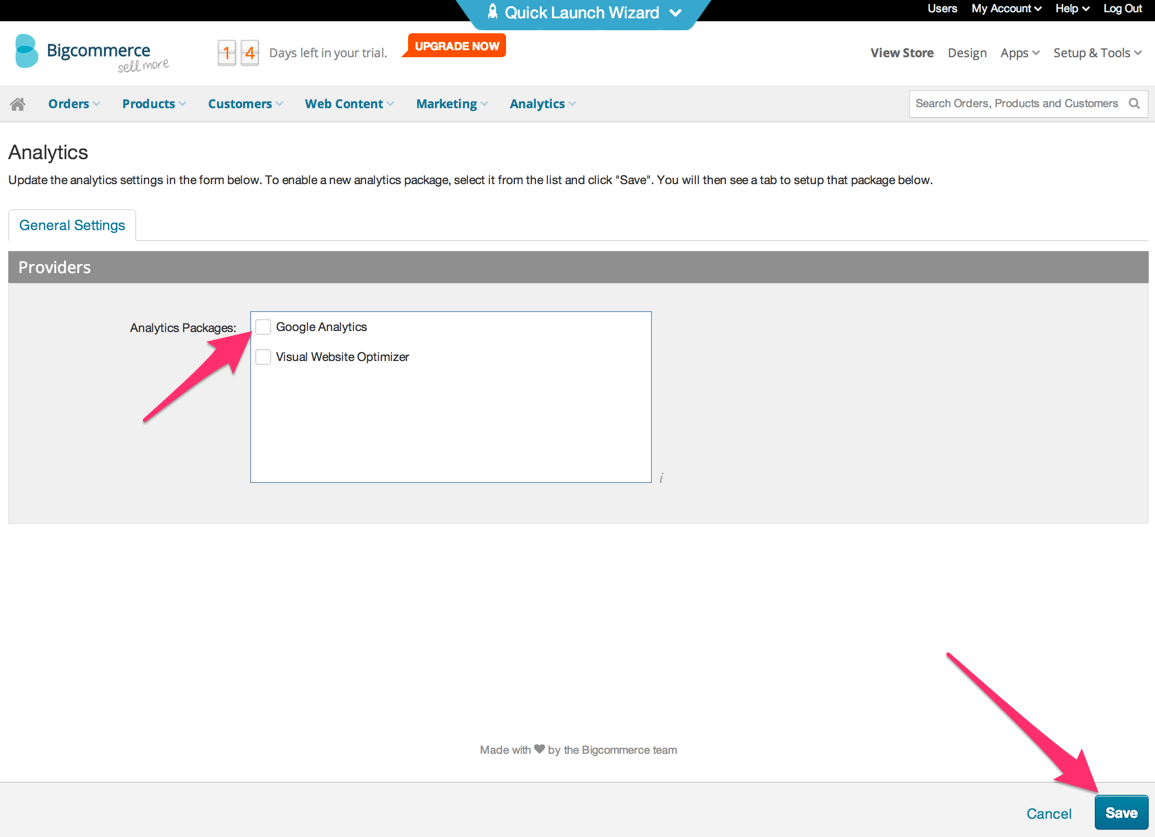 Quick Launch Wizard
Users My Account Help Log Out
Bigcommerce
sell more
14 Days left in your trial.
UPGRADE NOW
View Store Design Apps Setup & Tools
Orders Products Customers Web Content Marketing Analytics
Search Orders, Products and Customers
Analytics
Update the analytics settings in the form below. To enable a new analytics package, select it from the list and click "Save". You will then see a tab to setup that package below.
General Settings
Providers
Analytics Packages:
Google Analytics
Visual Website Optimizer
i
Made with ♥ by the Bigcommerce team
Cancel Save